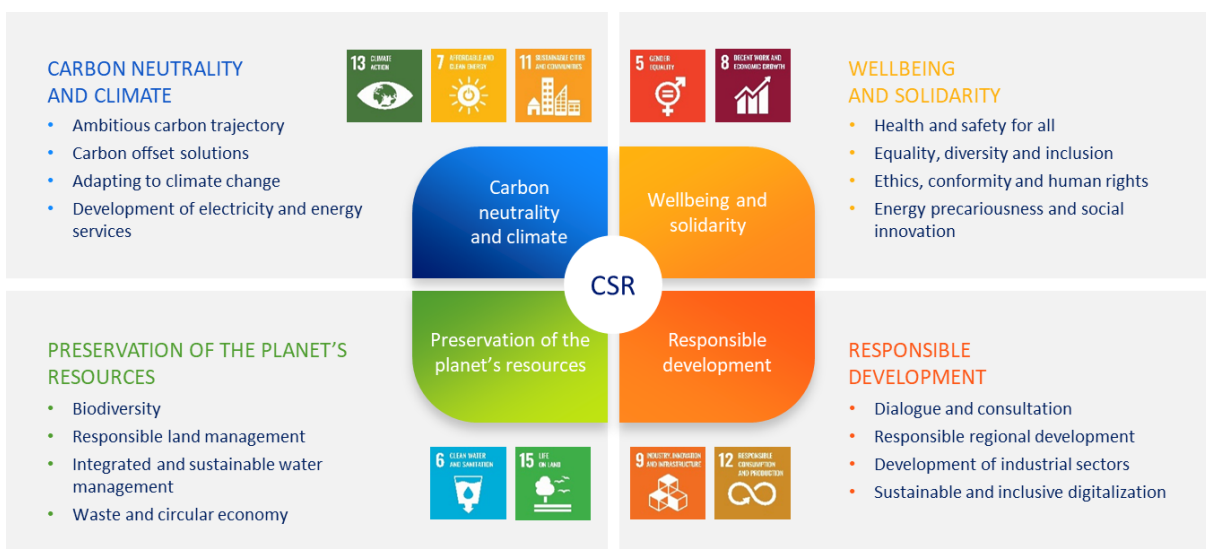 CARBON NEUTRALITY
AND CLIMATE
• Ambitious carbon trajectory
• Carbon offset solutions
• Adapting to climate change
• Development of electricity and energy
services
13 CLIMATE
ACTION
7 AFFORDABLE AND
CLEAN ENERGY
11 SUSTAINABLE CITIES
AND COMMUNITIES
5 GENDER
EQUALITY
8 DECENT WORK AND
ECONOMIC GROWTH
WELLBEING
AND SOLIDARITY
• Health and safety for all
• Equality, diversity and inclusion
• Ethics, conformity and human rights
• Energy precariousness and social
innovation
Carbon
neutrality
and climate
Wellbeing and
solidarity
CSR
Preservation of the
planet’s resources
Responsible
development
PRESERVATION OF THE PLANET’S
RESOURCES
• Biodiversity
• Responsible land management
• Integrated and sustainable water
management
• Waste and circular economy
6 CLEAN WATER
AND SANITATION
15 LIFE
ON LAND
9 INDUSTRY, INNOVATION
AND INFRASTRUCTURE
12 RESPONSIBLE
CONSUMPTION
AND PRODUCTION
RESPONSIBLE
DEVELOPMENT
• Dialogue and consultation
• Responsible regional development
• Development of industrial sectors
• Sustainable and inclusive digitalization